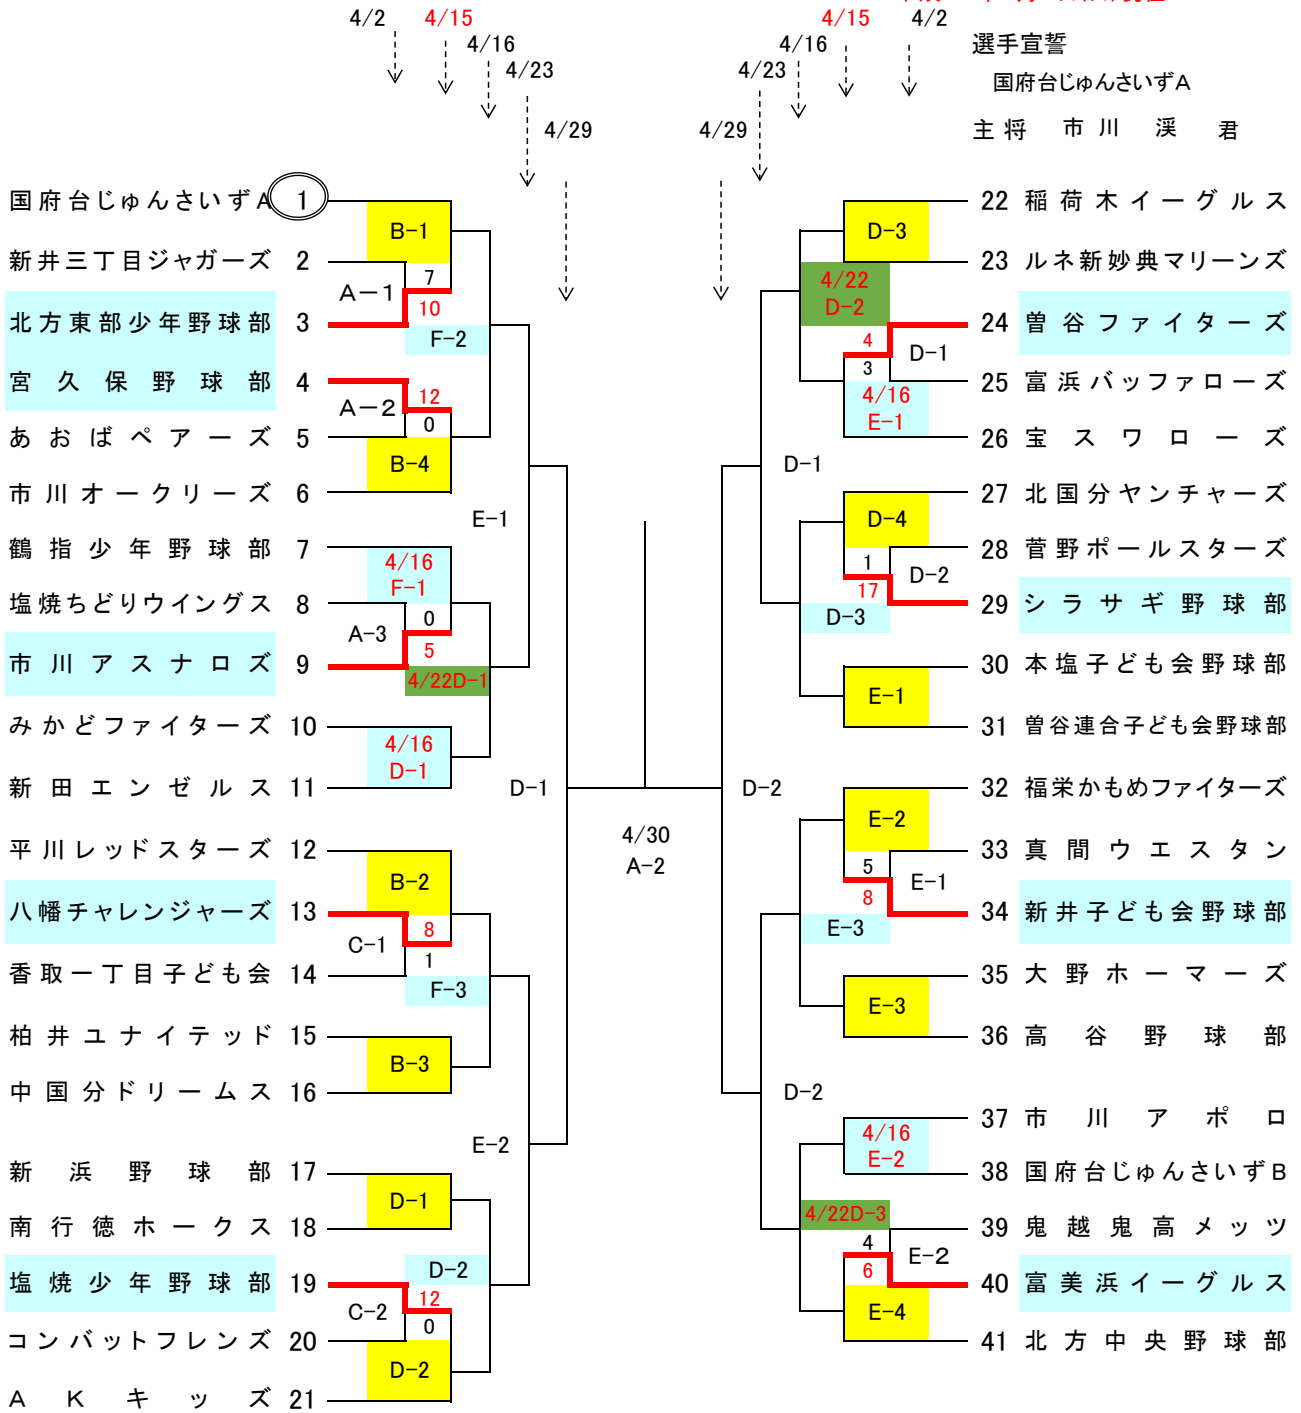 4/2 4/15 4/15 4/2
4/16 4/16 選手宣誓
4/23 4/23 国府台じゅんさいずA
4/29 4/29 主将 市川 渓 君
国府台じゅんさいずA 1
新井三丁目ジャガーズ 2
北方東部少年野球部 3
宮久保野球部 4
あおばペアーズ 5
市川オークリーズ 6
鶴指少年野球部 7
塩焼ちどりウイングス 8
市川アスナロズ 9
みかどファイターズ 10
新田エンゼルス 11
平川レッドスターズ 12
八幡チャレンジャーズ 13
香取一丁目子ども会 14
柏井ユナイテッド 15
中国分ドリームス 16
新浜野球部 17
南行徳ホークス 18
塩焼少年野球部 19
コンバットフレンズ 20
AKキッズ 21
B-1
7
A-1
10
F-2
12
A-2
0
B-4
E-1
4/16
F-1
0
A-3
5
4/22D-1
4/16
D-1
D-1
B-2
8
C-1
1
F-3
B-3
E-2
D-1
D-2
12
C-2
0
D-2
4/30
A-2
D-3
4/22
D-2
4
D-1
3
4/16
E-1
D-1
D-4
1
D-2
17
D-3
E-1
D-2
E-2
5
E-1
8
E-3
E-3
D-2
4/16
E-2
4/22D-3
4
E-2
6
E-4
22 稲荷木イーグルス
23 ルネ新妙典マリーンズ
24 曽谷ファイターズ
25 富浜バッファローズ
26 宝スワローズ
27 北国分ヤンチャーズ
28 菅野ポールスターズ
29 シラサギ野球部
30 本塩子ども会野球部
31 曽谷連合子ども会野球部
32 福栄かもめファイターズ
33 真間ウエスタン
34 新井子ども会野球部
35 大野ホーマーズ
36 高谷野球部
37 市川アポロ
38 国府台じゅんさいずB
39 鬼越鬼高メッツ
40 富美浜イーグルス
41 北方中央野球部